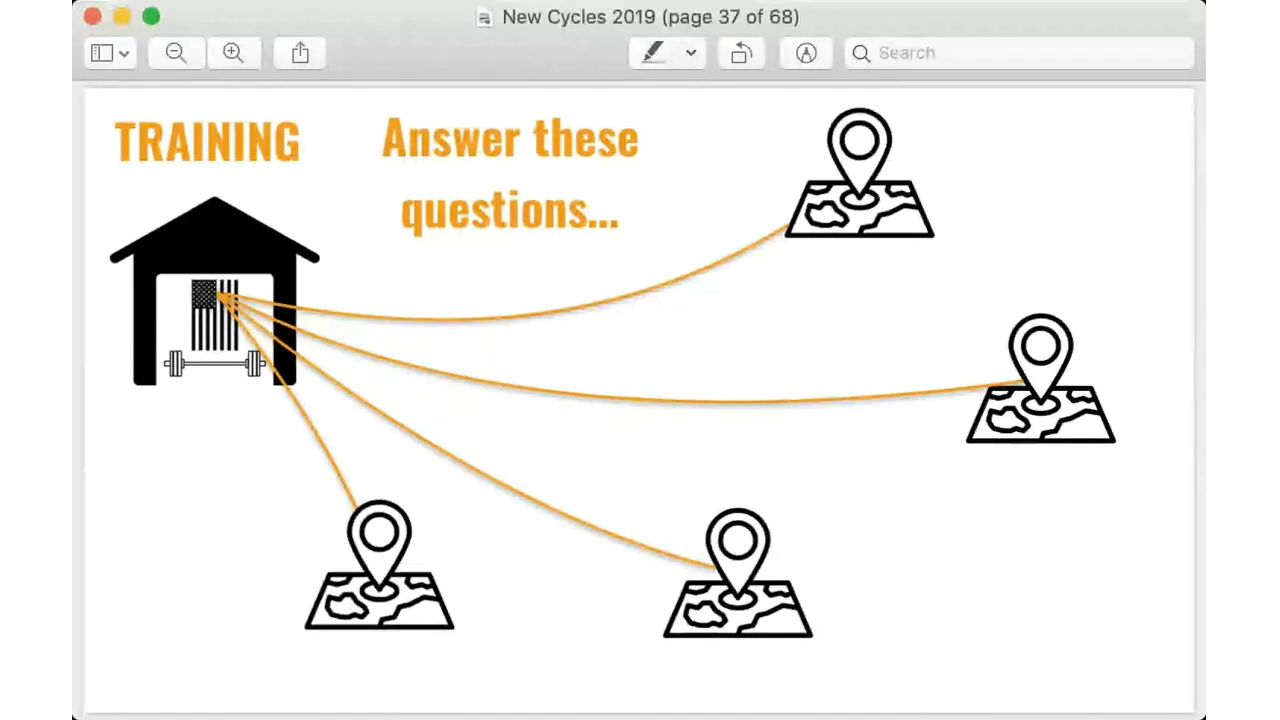 New Cycles 2019 (page 37 of 68)
Search
TRAINING
Answer these
questions...